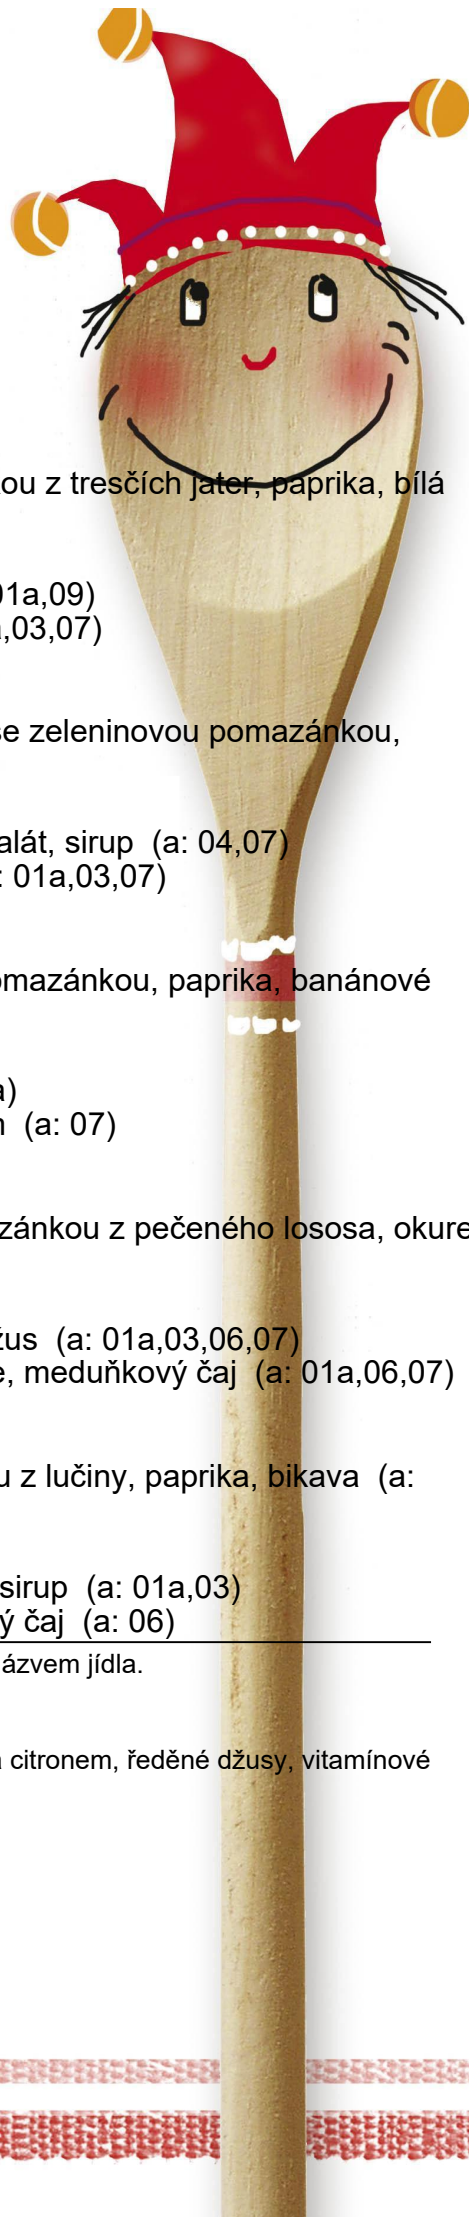 ou z tresčích jater, paprika, bílá
01a,09)
,03,07)
se zeleninovou pomazánkou,
alát, sirup (a: 04,07)
: 01a,03,07)
omazánkou, paprika, banánové
a)
n (a: 07)
zánkou z pečeného lososa, okure
žus (a: 01a,03,06,07)
e, meduňkový čaj (a: 01a,06,07)
u z lučiny, paprika, bikava (a:
sirup (a: 01a,03)
ý čaj (a: 06)
ázvem jídla.
a citronem, ředěné džusy, vitamínové